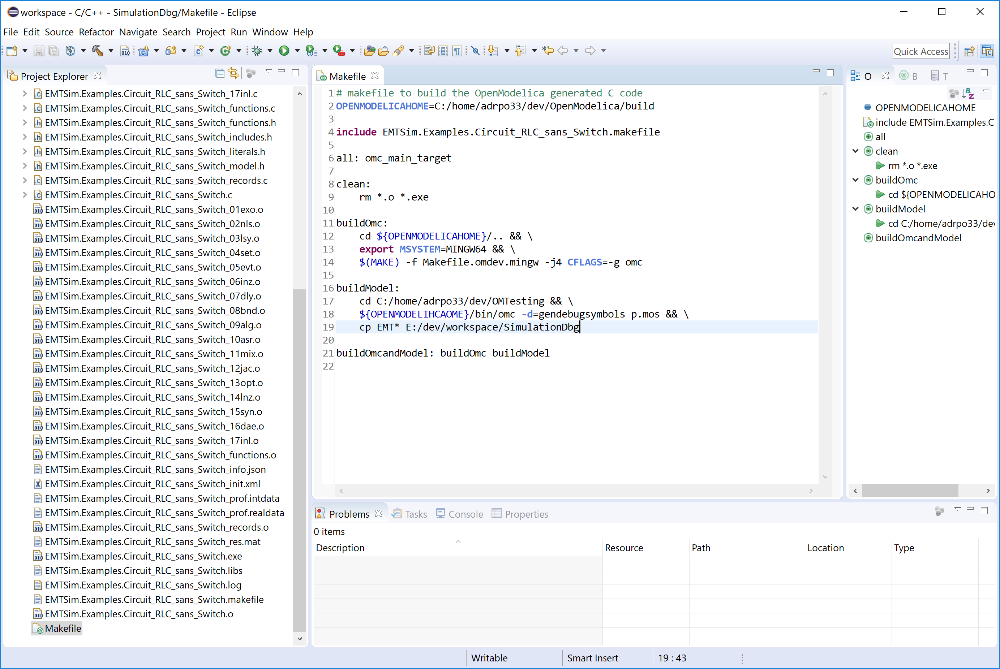 workspace - C/C++ - SimulationDbg/Makefile - Eclipse
File Edit Source Refactor Navigate Search Project Run Window Help
Quick Access
Project Explorer
EMTSim.Examples.Circuit_RLC_sans_Switch_17inl.c
EMTSim.Examples.Circuit_RLC_sans_Switch_functions.c
EMTSim.Examples.Circuit_RLC_sans_Switch_functions.h
EMTSim.Examples.Circuit_RLC_sans_Switch_includes.h
EMTSim.Examples.Circuit_RLC_sans_Switch_literals.h
EMTSim.Examples.Circuit_RLC_sans_Switch_model.h
EMTSim.Examples.Circuit_RLC_sans_Switch_records.c
EMTSim.Examples.Circuit_RLC_sans_Switch.c
EMTSim.Examples.Circuit_RLC_sans_Switch_01exo.o
EMTSim.Examples.Circuit_RLC_sans_Switch_02nls.o
EMTSim.Examples.Circuit_RLC_sans_Switch_03lsy.o
EMTSim.Examples.Circuit_RLC_sans_Switch_04set.o
EMTSim.Examples.Circuit_RLC_sans_Switch_05evt.o
EMTSim.Examples.Circuit_RLC_sans_Switch_06inz.o
EMTSim.Examples.Circuit_RLC_sans_Switch_07dly.o
EMTSim.Examples.Circuit_RLC_sans_Switch_08bnd.o
EMTSim.Examples.Circuit_RLC_sans_Switch_09alg.o
EMTSim.Examples.Circuit_RLC_sans_Switch_10asr.o
EMTSim.Examples.Circuit_RLC_sans_Switch_11mix.o
EMTSim.Examples.Circuit_RLC_sans_Switch_12jac.o
EMTSim.Examples.Circuit_RLC_sans_Switch_13opt.o
EMTSim.Examples.Circuit_RLC_sans_Switch_14lnz.o
EMTSim.Examples.Circuit_RLC_sans_Switch_15syn.o
EMTSim.Examples.Circuit_RLC_sans_Switch_16dae.o
EMTSim.Examples.Circuit_RLC_sans_Switch_17inl.o
EMTSim.Examples.Circuit_RLC_sans_Switch_functions.o
EMTSim.Examples.Circuit_RLC_sans_Switch_info.json
EMTSim.Examples.Circuit_RLC_sans_Switch_init.xml
EMTSim.Examples.Circuit_RLC_sans_Switch_prof.intdata
EMTSim.Examples.Circuit_RLC_sans_Switch_prof.realdata
EMTSim.Examples.Circuit_RLC_sans_Switch_records.o
EMTSim.Examples.Circuit_RLC_sans_Switch_res.mat
EMTSim.Examples.Circuit_RLC_sans_Switch.exe
EMTSim.Examples.Circuit_RLC_sans_Switch.libs
EMTSim.Examples.Circuit_RLC_sans_Switch.log
EMTSim.Examples.Circuit_RLC_sans_Switch.makefile
EMTSim.Examples.Circuit_RLC_sans_Switch.o
Makefile
Makefile
1 # makefile to build the OpenModelica generated C code
2 OPENMODELICAHOME=C:/home/adrpo33/dev/OpenModelica/build
3
4 include EMTSim.Examples.Circuit_RLC_sans_Switch.makefile
5
6 all: omc_main_target
7
8 clean:
9 rm *.o *.exe
10
11 buildOmc:
12 cd ${OPENMODELICAHOME}/.. && \
13 export MSYSTEM=MINGW64 && \
14 $(MAKE) -f Makefile.omdev.mingw -j4 CFLAGS=-g omc
15
16 buildModel:
17 cd C:/home/adrpo33/dev/OMTesting && \
18 ${OPENMODELIHCAOME}/bin/omc -d=gendebugsymbols p.mos && \
19 cp EMT* E:/dev/workspace/SimulationDbg
20
21 buildOmcandModel: buildOmc buildModel
22
O B T
OPENMODELICAHOME
include EMTSim.Examples.C
all
clean
rm *.o *.exe
buildOmc
cd ${OPENMODELICAHO
buildModel
cd C:/home/adrpo33/dev
buildOmcandModel
Problems Tasks Console Properties
0 items
Description Resource Path Location Type
Writable Smart Insert 19 : 43